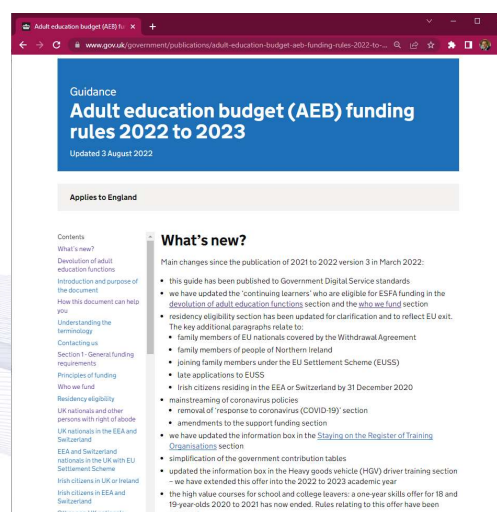 Adult education budget (AEB) fu
www.gov.uk/government/publications/adult-education-budget-aeb-funding-rules-2022-to-...
Guidance
Adult education budget (AEB) funding
rules 2022 to 2023
Updated 3 August 2022
Applies to England
Contents
What's new?
Devolution of adult
education functions
Introduction and purpose of
the document
How this document can help
you
Understanding the
terminology
Contacting us
Section 1 - General funding
requirements
Principles of funding
Who we fund
Residency eligibility
UK nationals and other
persons with right of abode
UK nationals in the EEA and
Switzerland
EEA and Switzerland
nationals in the UK with EU
Settlement Scheme
Irish citizens in UK or Ireland
Irish citizens in EEA and
Switzerland
What's new?
Main changes since the publication of 2021 to 2022 version 3 in March 2022:
• this guide has been published to Government Digital Service standards
• we have updated the 'continuing learners' who are eligible for ESFA funding in the
devolution of adult education functions section and the who we fund section
• residency eligibility section has been updated for clarification and to reflect EU exit.
The key additional paragraphs relate to:
• family members of EU nationals covered by the Withdrawal Agreement
• family members of people of Northern Ireland
• joining family members under the EU Settlement Scheme (EUSS)
• late applications to EUSS
• Irish citizens residing in the EEA or Switzerland by 31 December 2020
• mainstreaming of coronavirus policies
• removal of 'response to coronavirus (COVID-19)' section
• amendments to the support funding section
• we have updated the information box in the Staying on the Register of Training
Organisations section
• simplification of the government contribution tables
• updated the information box in the Heavy goods vehicle (HGV) driver training section
– we have extended this offer into the 2022 to 2023 academic year
• the high value courses for school and college leavers: a one-year skills offer for 18 and
19-year-olds 2020 to 2021 has now ended. Rules relating to this offer have been